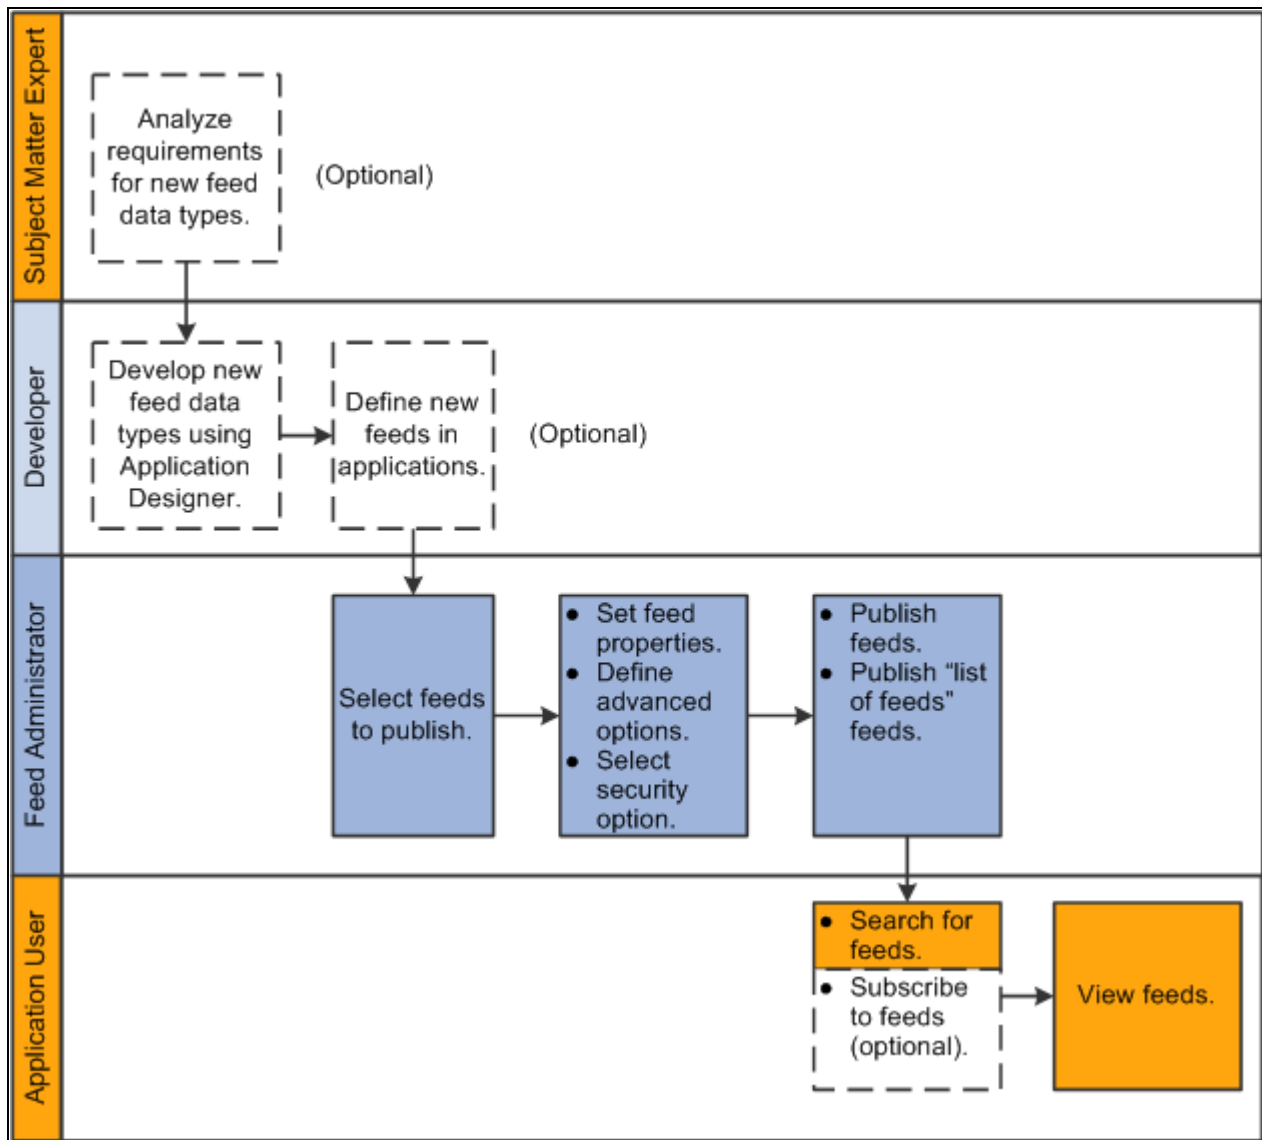 Subject Matter Expert
Analyze
requirements
for new feed
data types.
(Optional)
Developer
Develop new
feed data
types using
Application
Designer.
Define new
feeds in
applications.
(Optional)
Feed Administrator
Select feeds
to publish.
● Set feed
properties.
● Define
advanced
options.
● Select
security
option.
● Publish
feeds.
● Publish “list
of feeds"
feeds.
Application User
● Search for
feeds.
● Subscribe
to feeds
(optional).
View feeds.